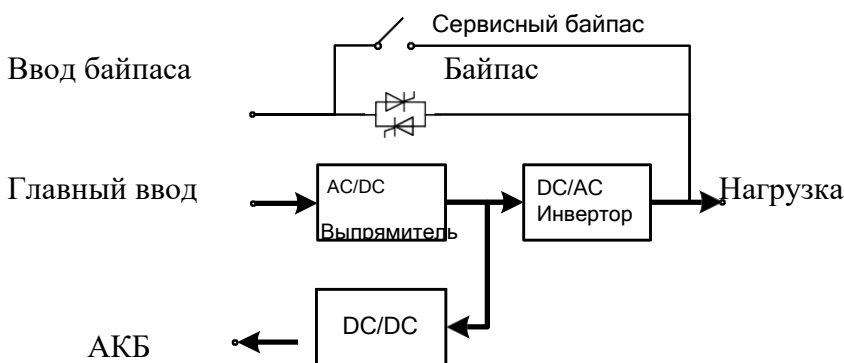 Сервисный байпас
Ввод байпаса
Байпас
Главный ввод
AC/DC
Выпрямитель
DC/AC
Инвертор
Нагрузка
DC/DC
АКБ